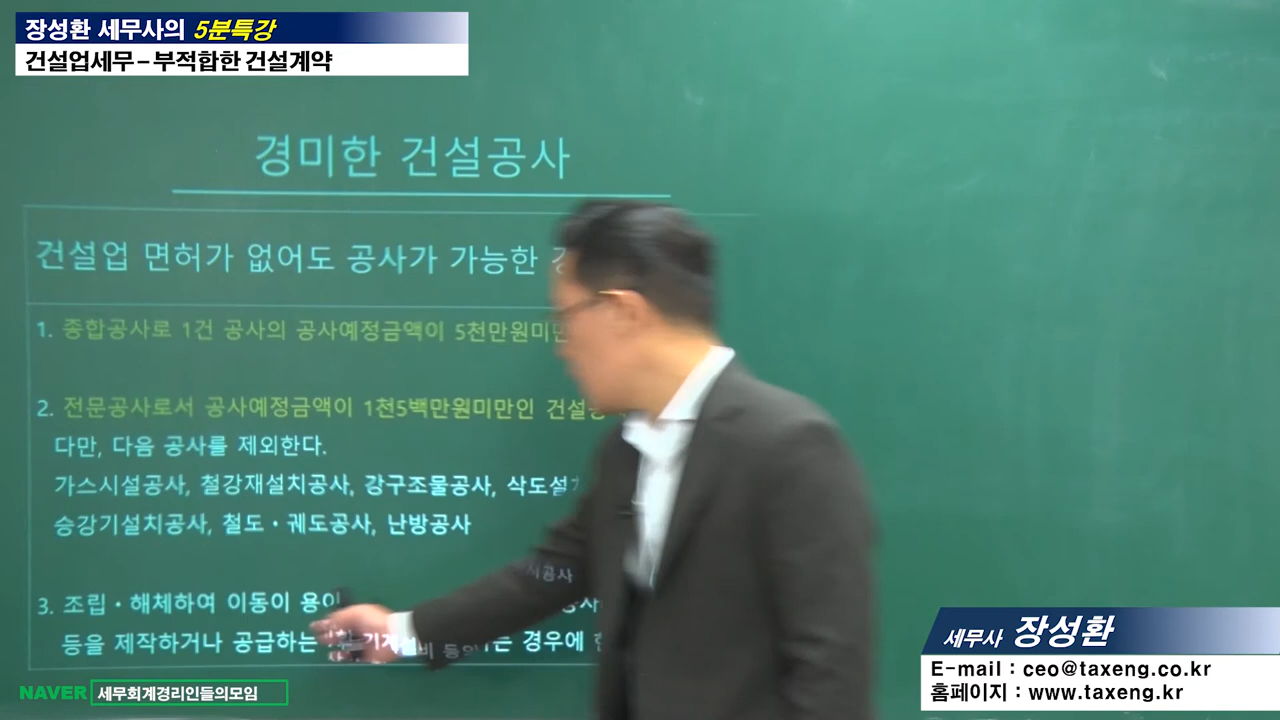 장성환 세무사의 5분특강
건설업세무-부적합한 건설계약
경미한 건설공사
건설업 면허가 없어도 공사가 가능한
1. 종합공사로 1건 공사의 공사예정금액이 5천만원미만
2. 전문공사로서 공사예정금액이 1천5백만원미만인 건설공
다만, 다음 공사를 제외한다.
가스시설공사, 철강재설치공사, 강구조물공사, 삭도설치
승강기설치공사, 철도·궤도공사, 난방공사
3. 조립·해체하여 이동이 용이
등을 제작하거나 공급하는 경우에
세무사 장성환
E-mail : ceo@taxeng.co.kr
홈페이지 : www.taxeng.kr
NAVER 세무회계경리인들의모임